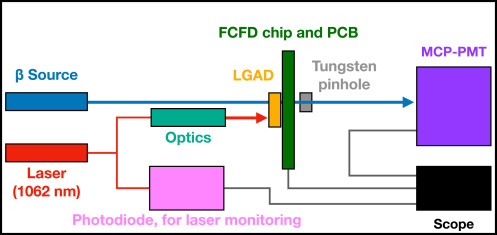 FCFD chip and PCB
MCP-PMT
β Source
LGAD
Tungsten
pinhole
Optics
Laser
(1062 nm)
Photodiode, for laser monitoring
Scope